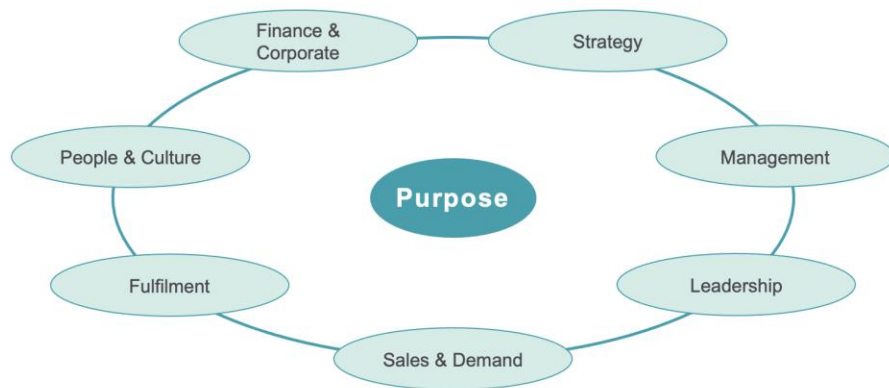 Finance &
Corporate
Strategy
People & Culture
Management
Purpose
Fulfilment
Leadership
Sales & Demand